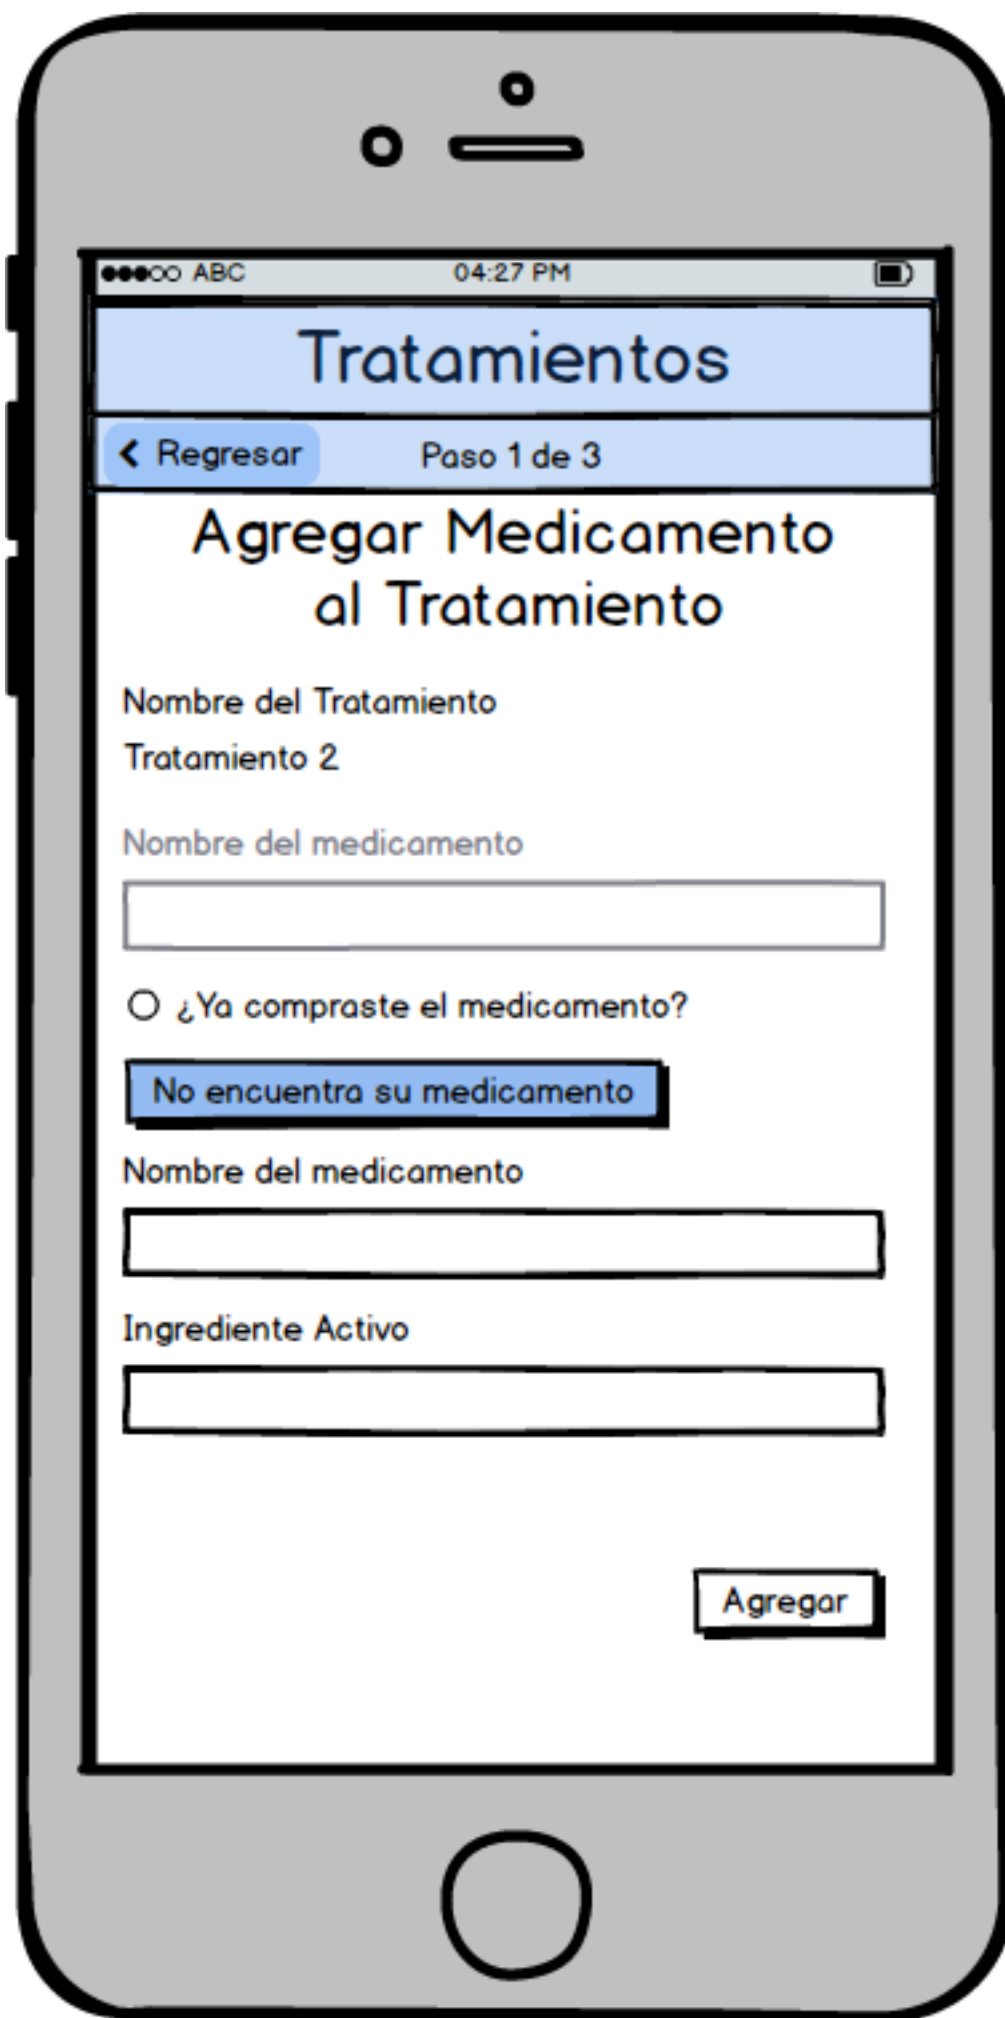 ABC 04:27 PM
Tratamientos
Regresar Paso 1 de 3
Agregar Medicamento
al Tratamiento
Nombre del Tratamiento
Tratamiento 2
Nombre del medicamento
¿Ya compraste el medicamento?
No encuentra su medicamento
Nombre del medicamento
Ingrediente Activo
Agregar